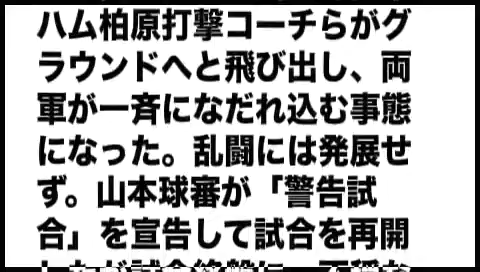 ハム柏原打撃コーチらがグ
ラウンドへと飛び出し、両
軍が一斉になだれ込む事態
になった。乱闘には発展せ
ず。山本球審が「警告試
合」を宣告して試合を再開